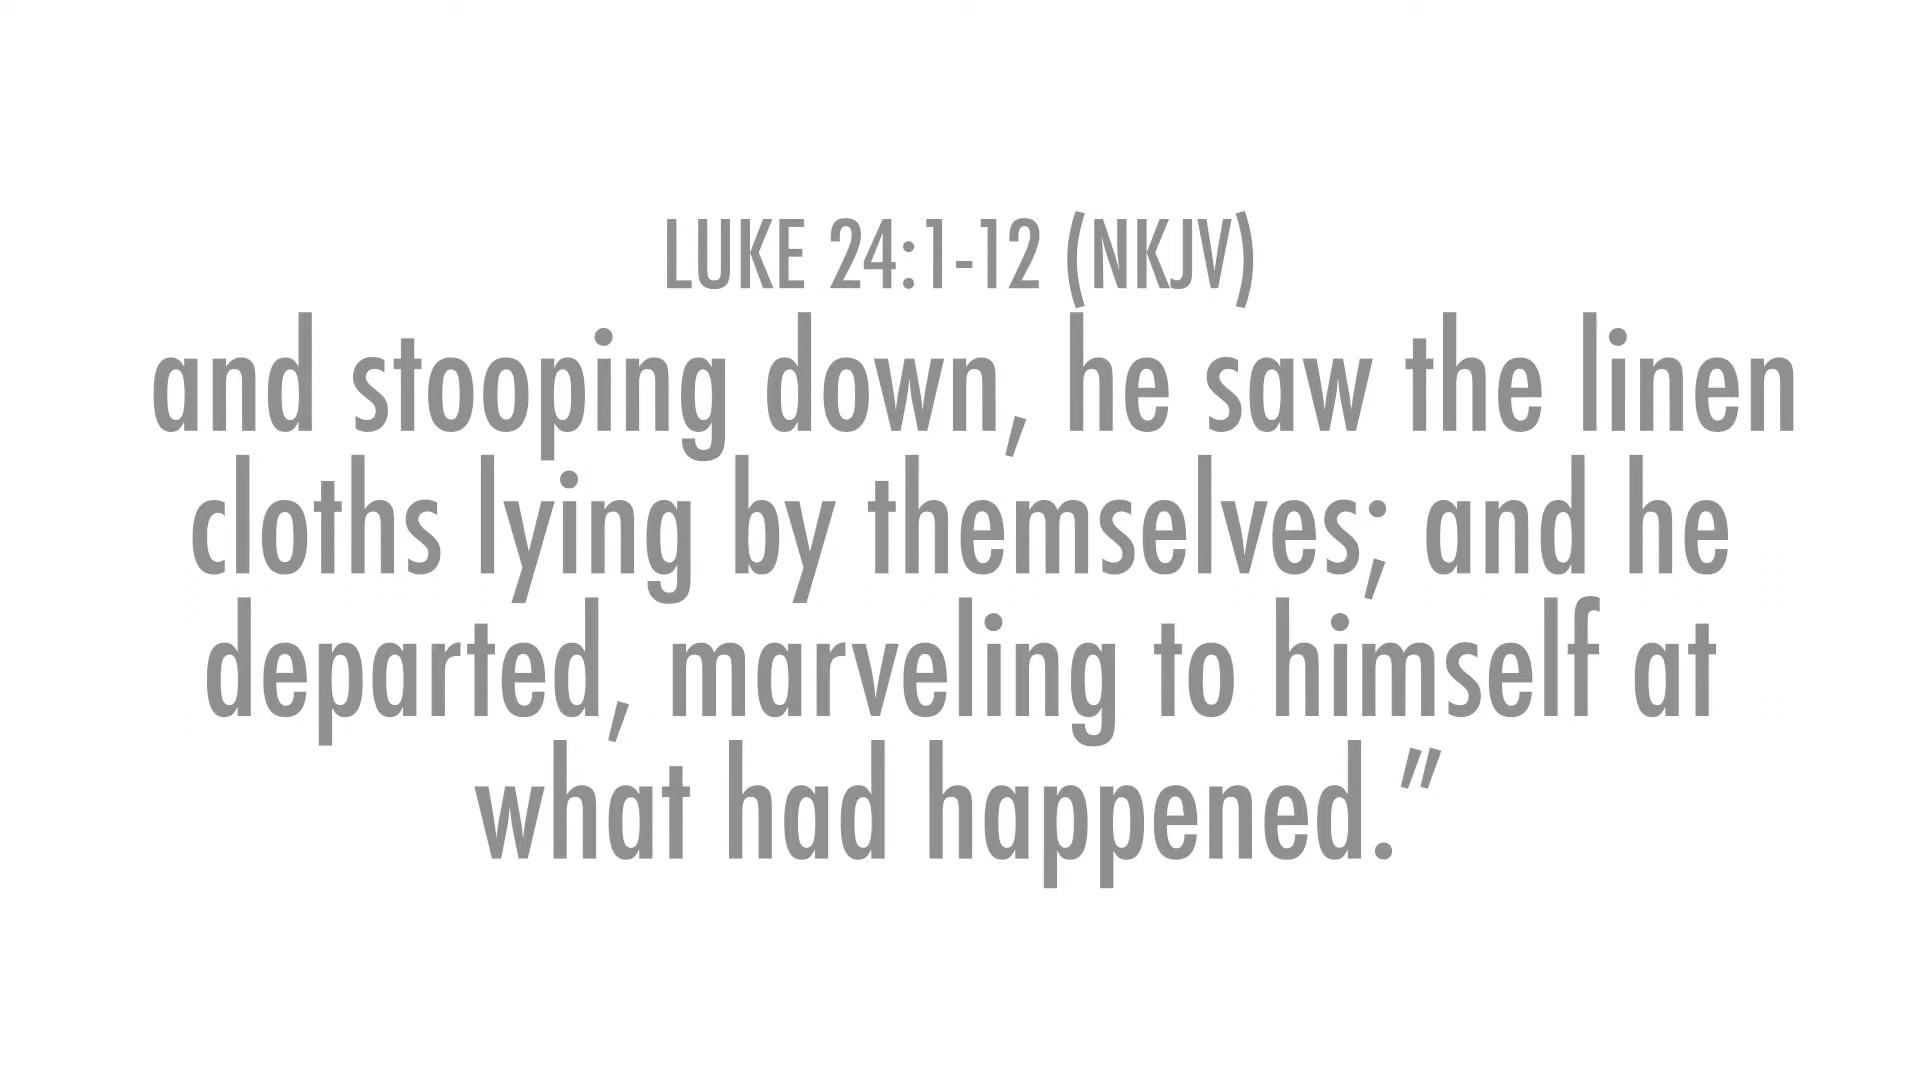 LUKE 24:1-12 (NKJV)
and stooping down, he saw the linen
cloths lying by themselves; and he
departed, marveling to himself at
what had happened.”